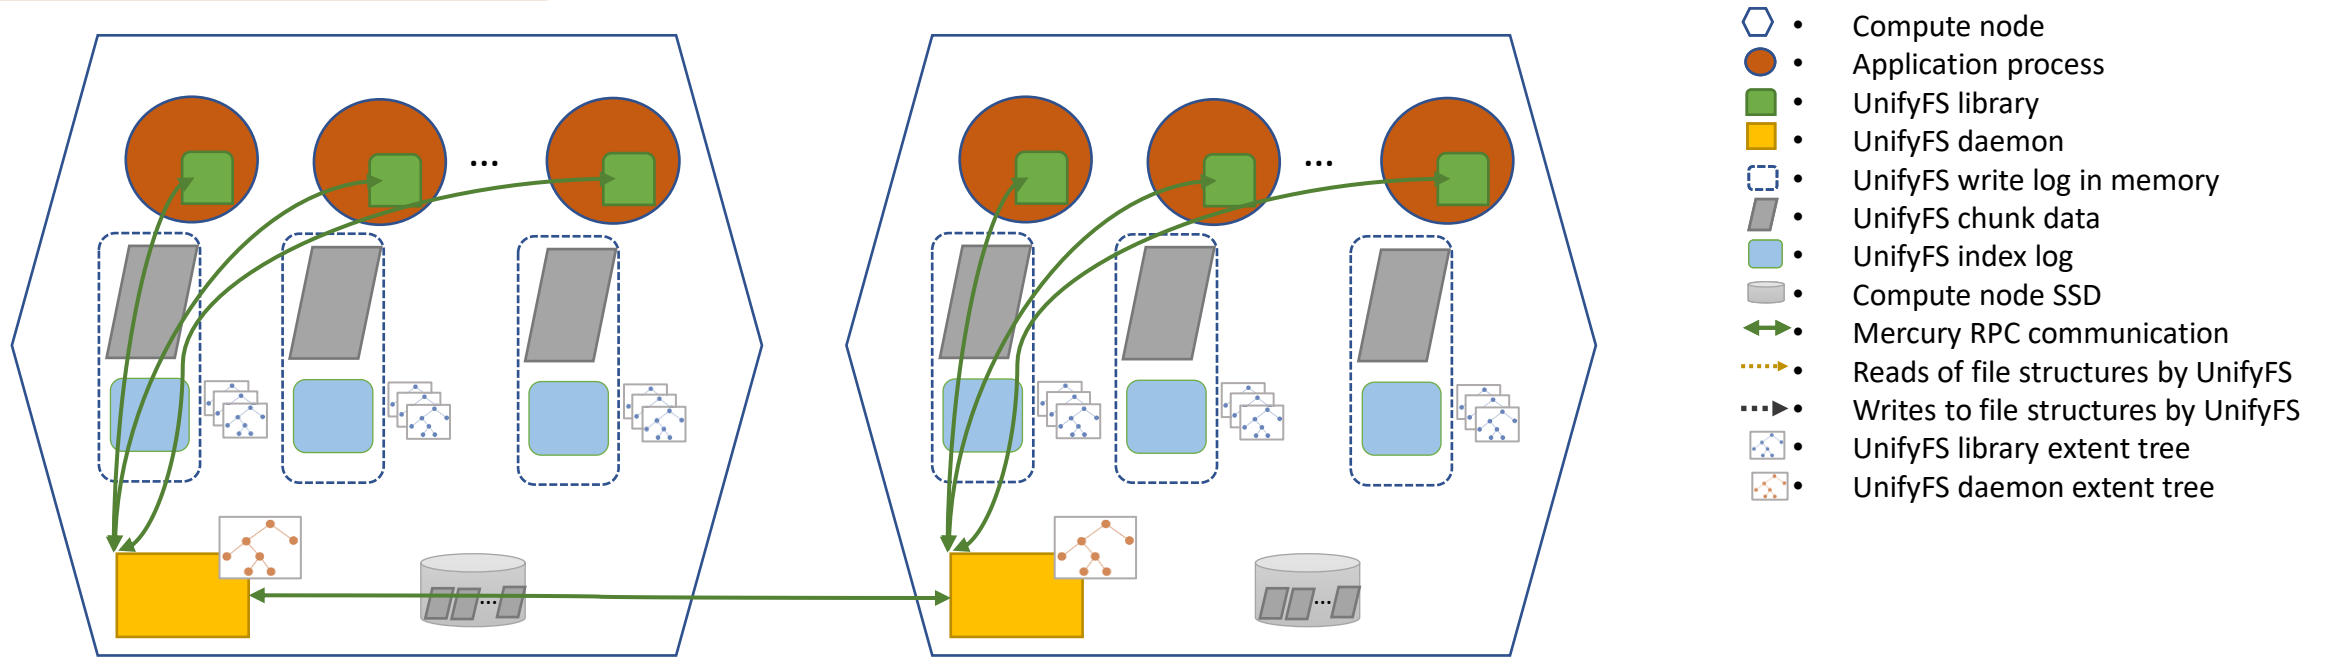 ...
...
...
...
• Compute node
• Application process
• UnifyFS library
• UnifyFS daemon
• UnifyFS write log in memory
• UnifyFS chunk data
• UnifyFS index log
• Compute node SSD
• Mercury RPC communication
• Reads of file structures by UnifyFS
• Writes to file structures by UnifyFS
• UnifyFS library extent tree
• UnifyFS daemon extent tree